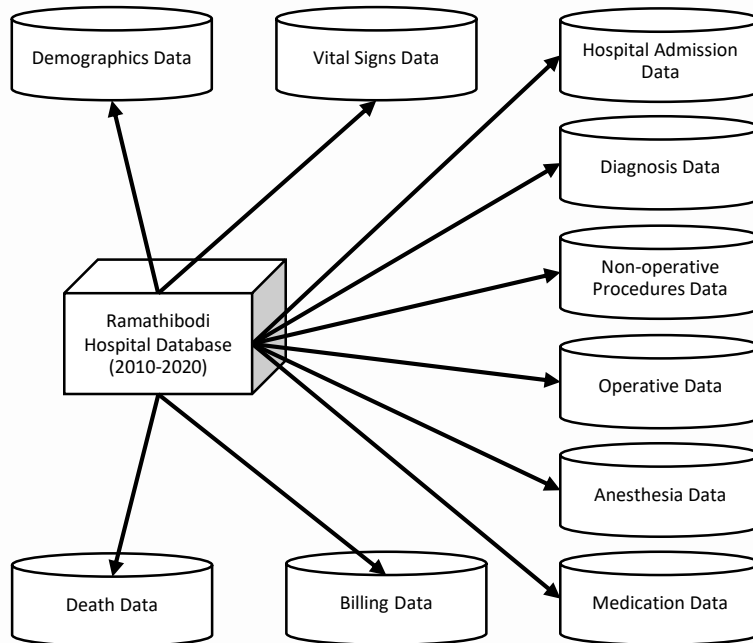 Demographics Data
Vital Signs Data
Hospital Admission
Data
Diagnosis Data
Non-operative
Procedures Data
Ramathibodi
Hospital Database
(2010-2020)
Operative Data
Anesthesia Data
Death Data
Billing Data
Medication Data